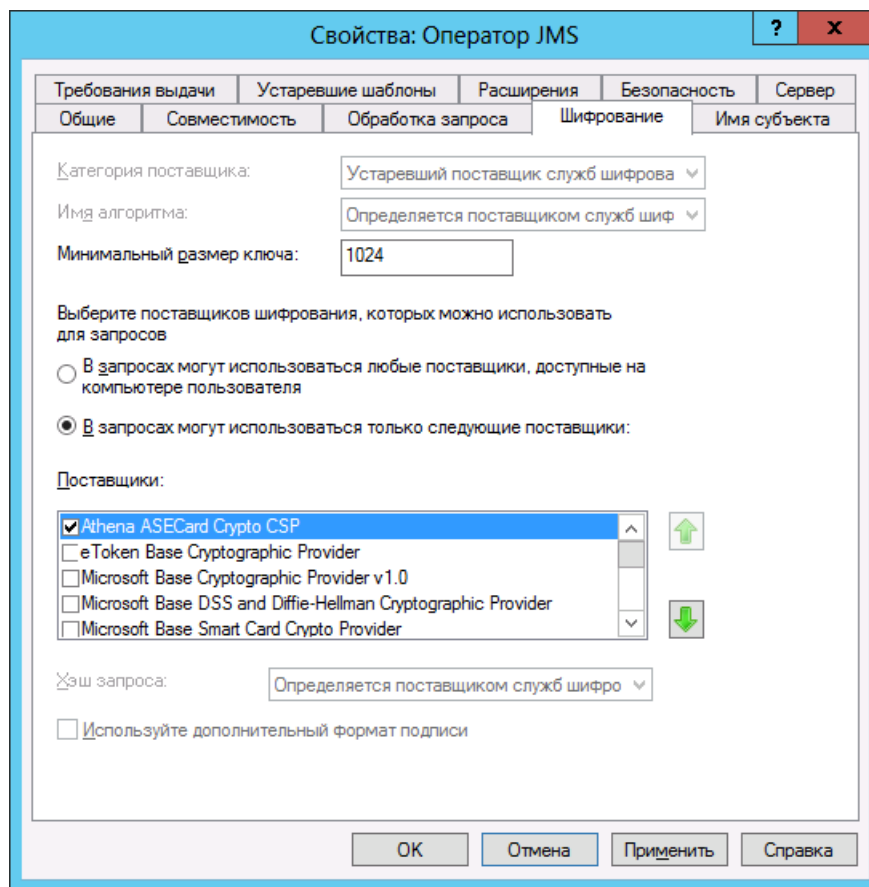 Свойства: Оператор JMS
? x
Требования выдачи Устаревшие шаблоны Расширения Безопасность Сервер
Общие Совместимость Обработка запроса Шифрование Имя субъекта
Категория поставщика: Устаревший поставщик служб шифрова
Имя алгоритма: Определяется поставщиком служб шиф
Минимальный размер ключа: 1024
Выберите поставщиков шифрования, которых можно использовать
для запросов
В запросах могут использоваться любые поставщики, доступные на
компьютере пользователя
В запросах могут использоваться только следующие поставщики:
Поставщики:
Athena ASECard Crypto CSP
eToken Base Cryptographic Provider
Microsoft Base Cryptographic Provider v1.0
Microsoft Base DSS and Diffie-Hellman Cryptographic Provider
Microsoft Base Smart Card Crypto Provider
Хэш запроса: Определяется поставщиком служб шифро
Используйте дополнительный формат подписи
OK Отмена Применить Справка